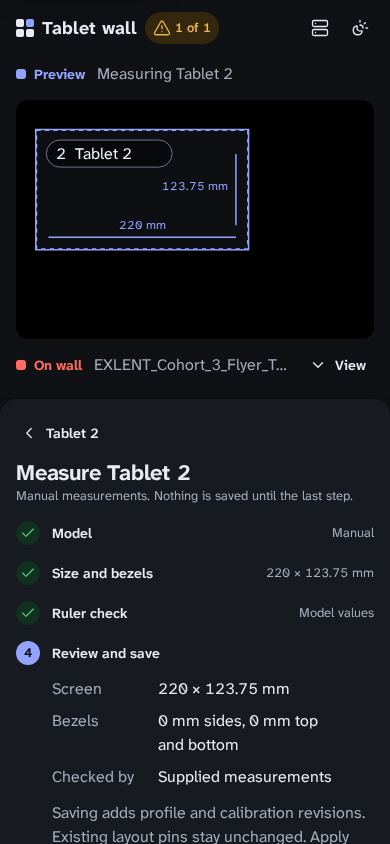 Tablet wall 1 of 1
Preview Measuring Tablet 2
2 Tablet 2
123.75 mm
220 mm
On wall EXLENT_Cohort_3_Flyer_T... View
Tablet 2
Measure Tablet 2
Manual measurements. Nothing is saved until the last step.
Model Manual
Size and bezels 220 × 123.75 mm
Ruler check Model values
4 Review and save
Screen 220 × 123.75 mm
Bezels 0 mm sides, 0 mm top
and bottom
Checked by Supplied measurements
Saving adds profile and calibration revisions.
Existing layout pins stay unchanged. Apply